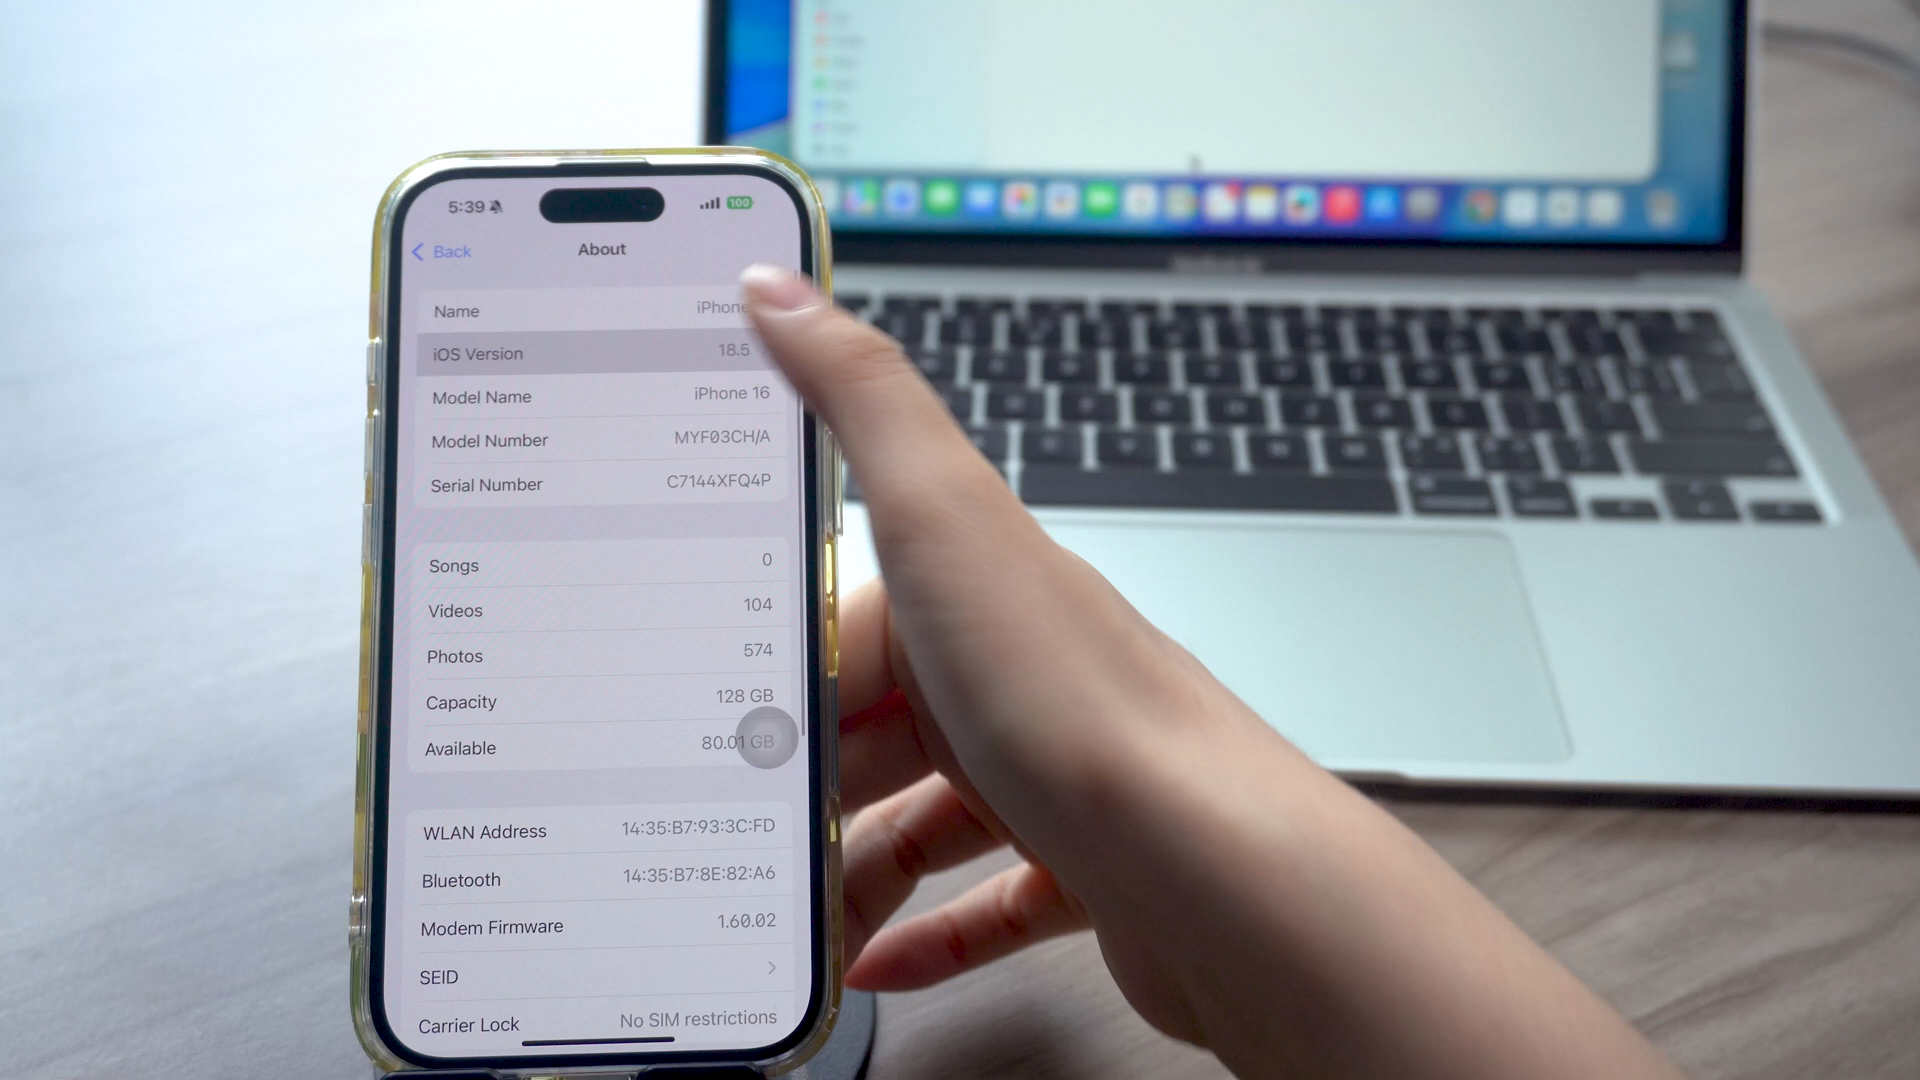 5:39 100
Back About
Name iPhone
iOS Version 18.5
Model Name iPhone 16
Model Number MYF03CH/A
Serial Number C7144XFQ4P
Songs 0
Videos 104
Photos 574
Capacity 128 GB
Available 80.01 GB
WLAN Address 14:35:B7:93:3C:FD
Bluetooth 14:35:B7:8E:82:A6
Modem Firmware 1.60.02
SEID
Carrier Lock No SIM restrictions